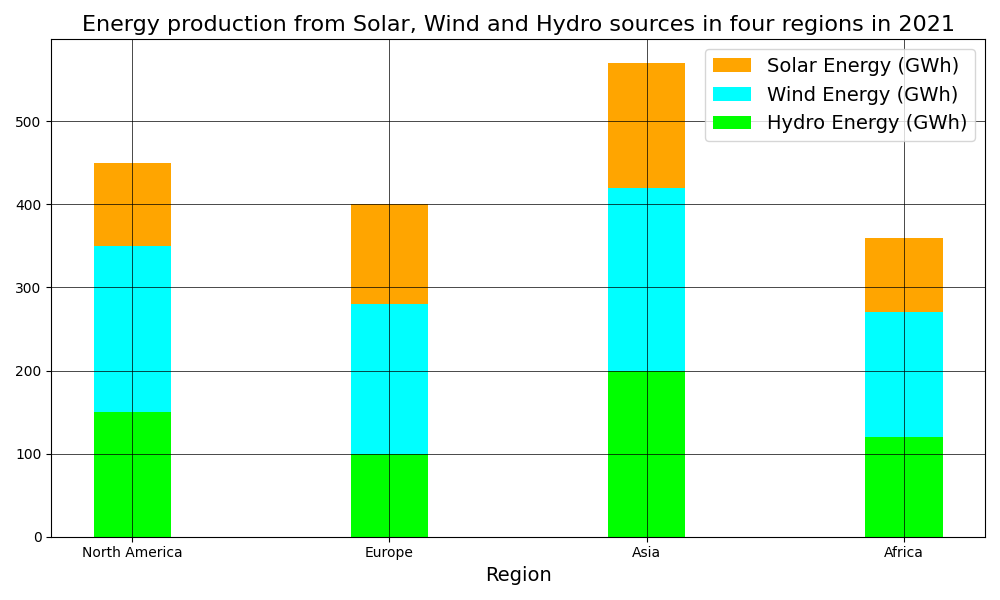 Energy production from Solar, Wind and Hydro sources in four regions in 2021
Solar Energy (GWh)
Wind Energy (GWh)
Hydro Energy (GWh)
500
400
300
200
100
0
North America Europe Asia Africa
Region